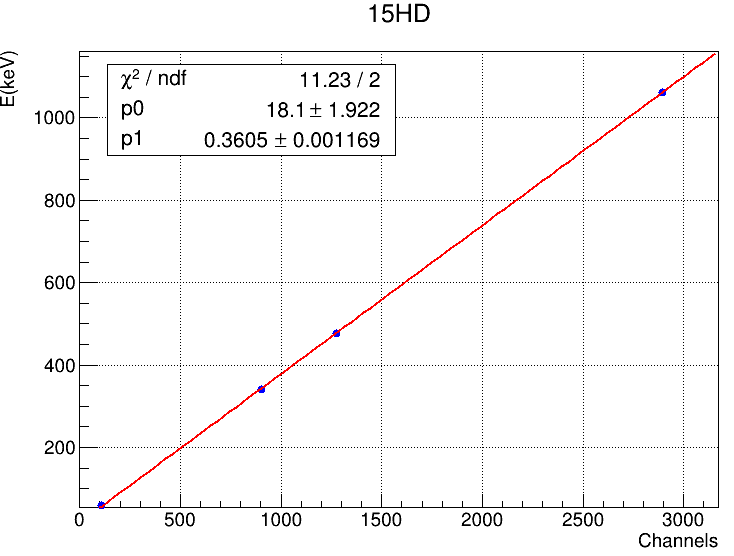 15HD
E(keV)
χ² / ndf 11.23 / 2
p0 18.1 ± 1.922
p1 0.3605 ± 0.001169
1000
800
600
400
200
0 500 1000 1500 2000 2500 3000
Channels